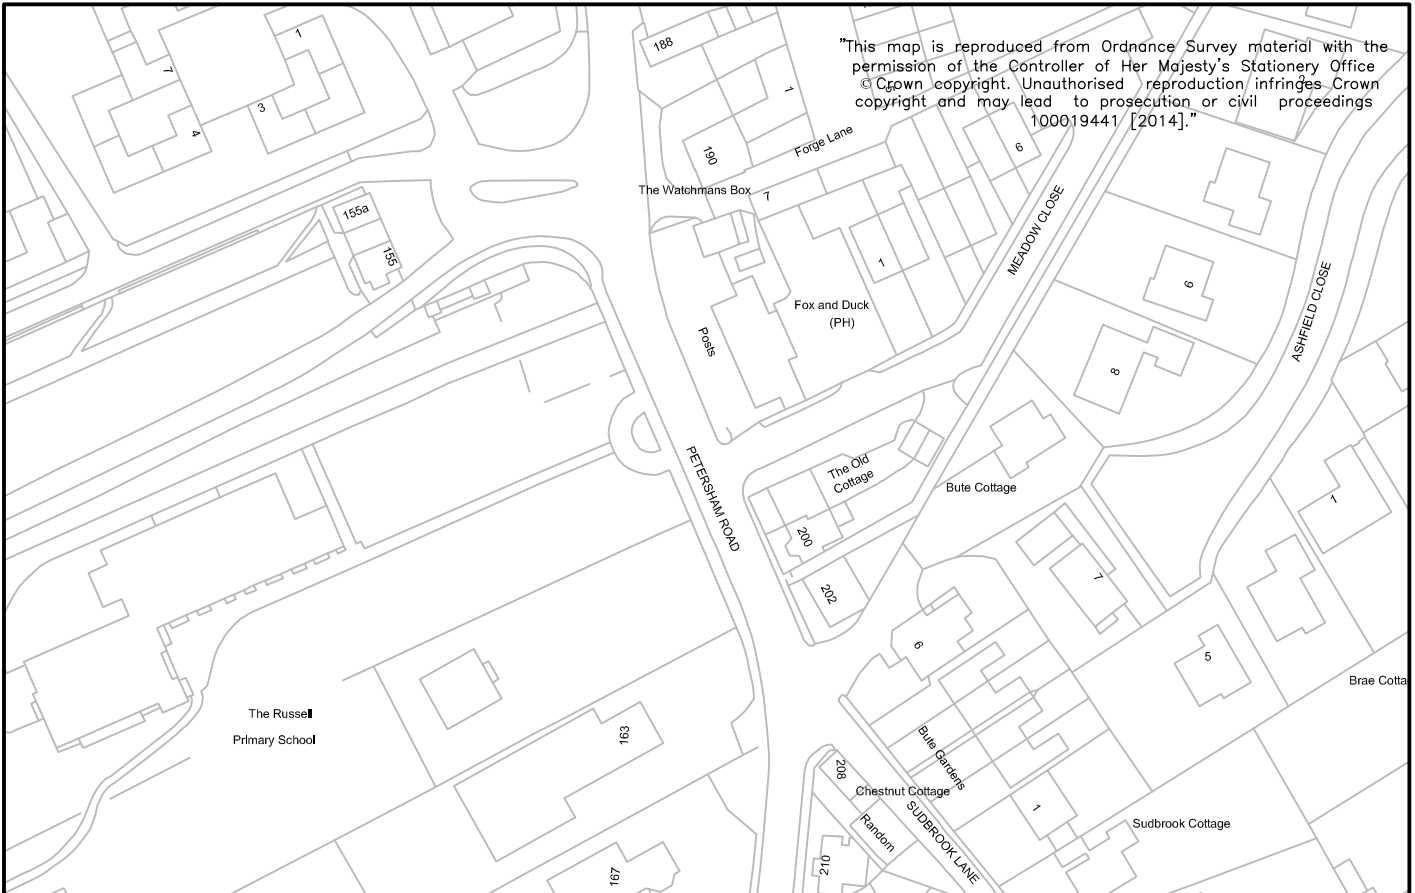 "This map is reproduced from Ordnance Survey material with the
permission of the Controller of Her Majesty's Stationery Office
© Crown copyright. Unauthorised reproduction infringes Crown
copyright and may lead to prosecution or civil proceedings
100019441 [2014]."
1
7
3
4
188
1
190
Forge Lane
6
The Watchmans Box
7
155a
155
MEADOW CLOSE
1
6
Fox and Duck
(PH)
Posts
ASHFIELD CLOSE
8
PETERSHAM ROAD
The Old
Cottage
Bute Cottage
1
200
202
7
6
5
Brae Cotta
The Russell
Primary School
163
Bute Gardens
208
Chestnut Cottage
SUDBROOK LANE
Random
1
Sudbrook Cottage
210
167